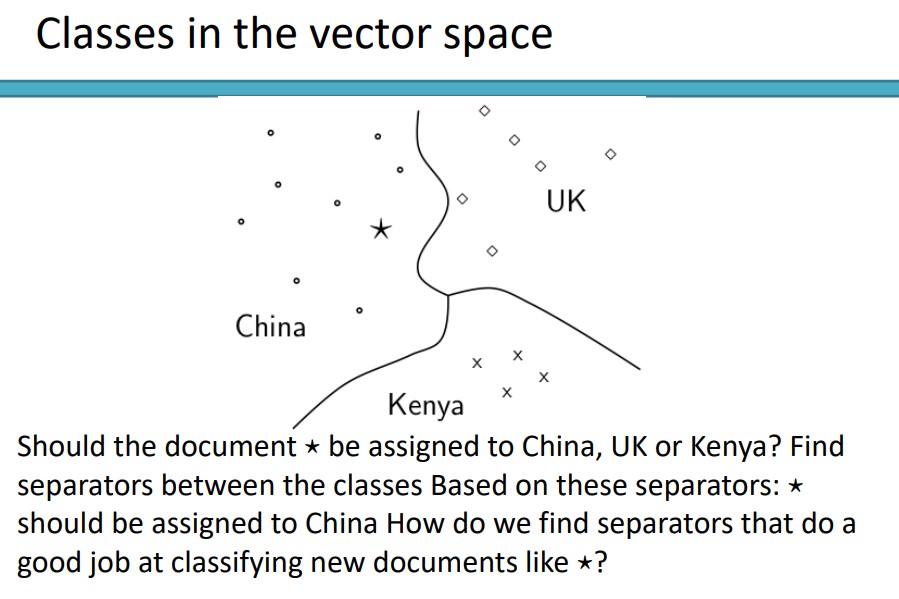 Classes in the vector space
UK
China
Kenya
Should the document ★ be assigned to China, UK or Kenya? Find
separators between the classes Based on these separators: ★
should be assigned to China How do we find separators that do a
good job at classifying new documents like ★?